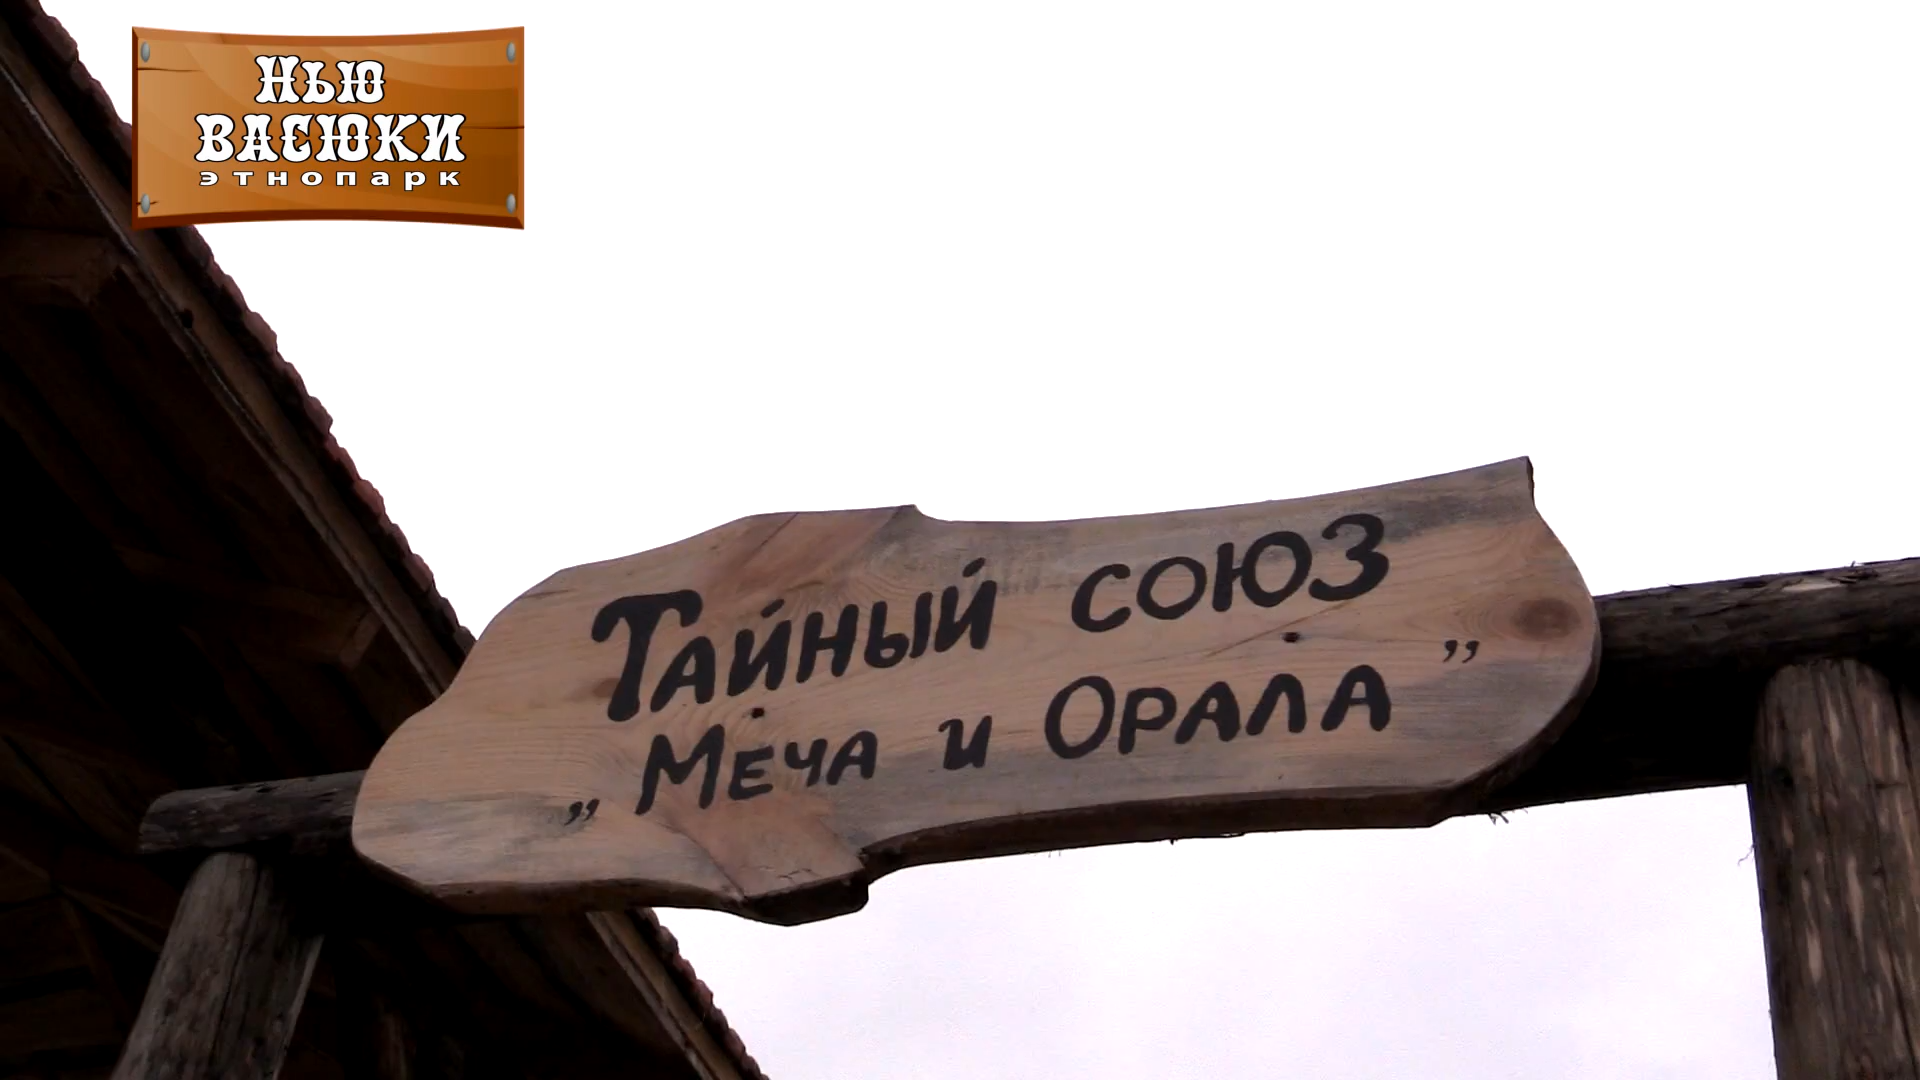 Нью
Васюки
этнопарк
Тайный союз
„Меча и Орала”